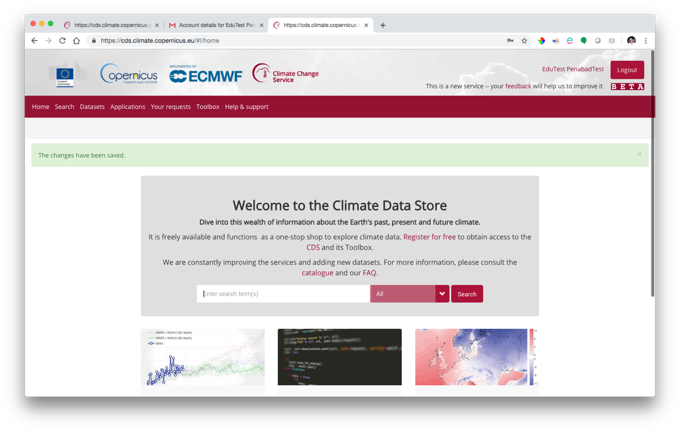 https://cds.climate.copernicus.
Account details for EduTest Pe
https://cds.climate.copernicus.
https://cds.climate.copernicus.eu/#!/home
Copernicus
IMPLEMENTED BY
ECMWF
Climate Change
Service
EduTest PenabadTest
Logout
This is a new service – your feedback will help us to improve it
BETA
Home
Search
Datasets
Applications
Your requests
Toolbox
Help & support
The changes have been saved.
×
Welcome to the Climate Data Store
Dive into this wealth of information about the Earth's past, present and future climate.
It is freely available and functions as a one-stop shop to explore climate data. Register for free to obtain access to the
CDS and its Toolbox.
We are constantly improving the services and adding new datasets. For more information, please consult the
catalogue and our FAQ.
Enter search term(s)
All
Search